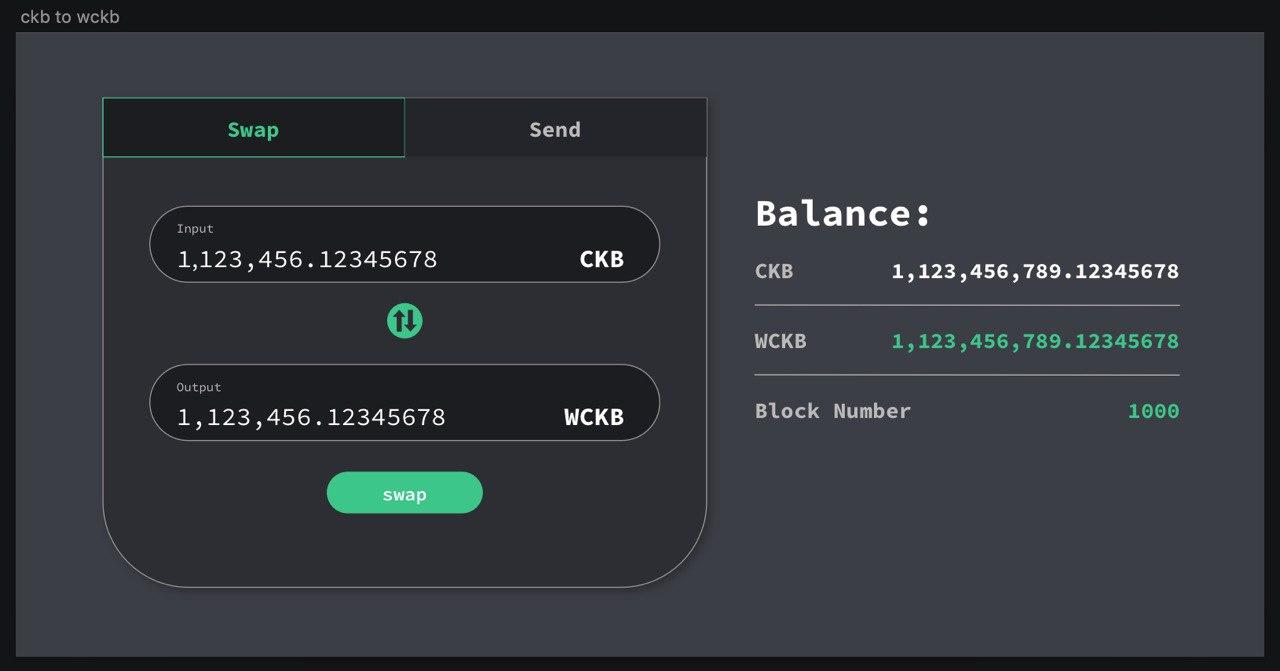 ckb to wckb
Swap
Send
Input
1,123,456.12345678
CKB
Output
1,123,456.12345678
WCKB
swap
Balance:
CKB 1,123,456,789.12345678
WCKB 1,123,456,789.12345678
Block Number 1000